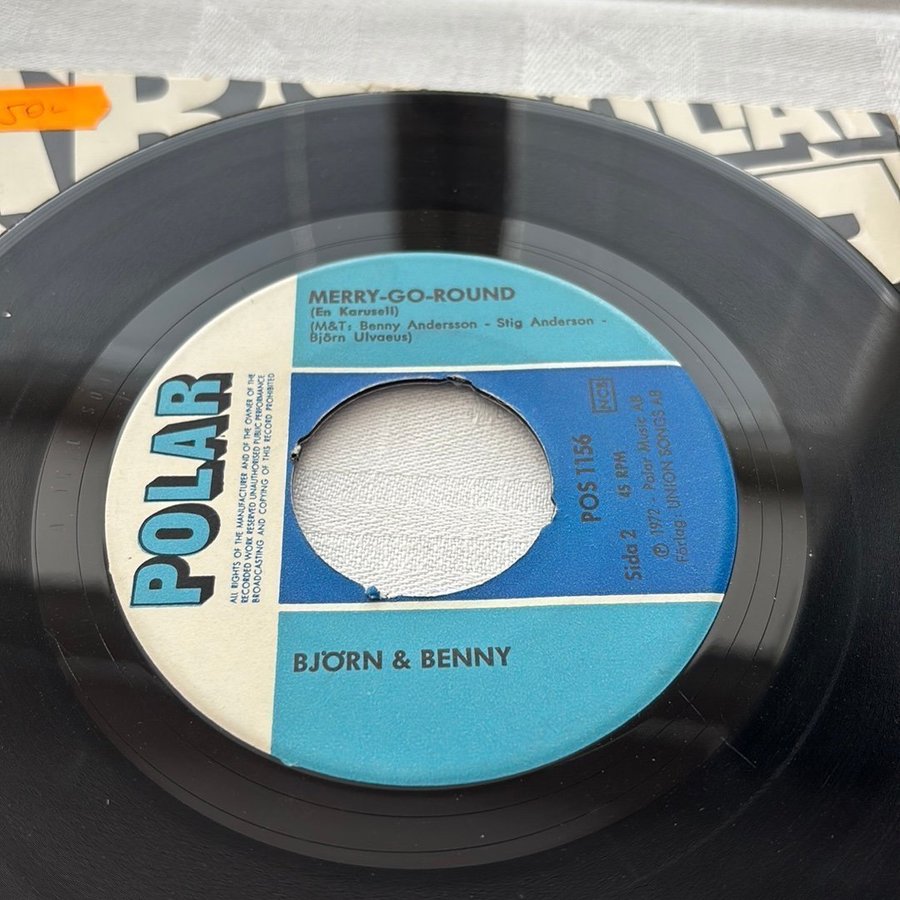 50:-
POLAR
POLAR
ALL RIGHTS OF THE MANUFACTURER AND OF THE OWNER OF THE
RECORDED WORK RESERVED UNAUTHORISED PUBLIC PERFORMANCE
BROADCASTING AND COPYING OF THIS RECORD PROHIBITED
MERRY-GO-ROUND
(En Karusell)
(M&T: Benny Andersson - Stig Anderson -
Björn Ulvaeus)
NCB
POS 1156
Sida 2 45 RPM
Ⓟ 1972 - Polar Music AB
Förlag: UNION SONGS AB
BJÖRN & BENNY